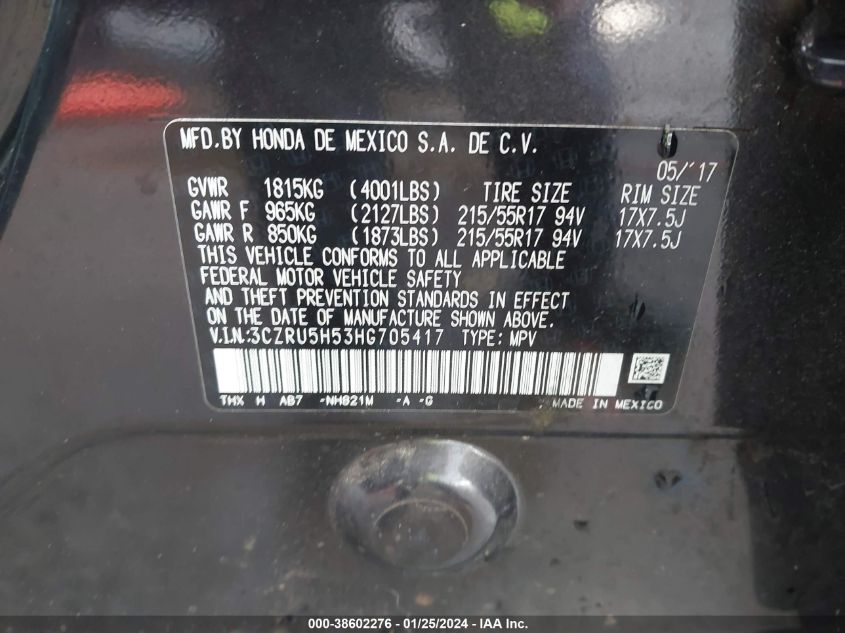 MFD.BY HONDA DE MEXICO S.A. DE C.V.
05/'17
GVWR 1815KG (4001LBS) TIRE SIZE RIM SIZE
GAWR F 965KG (2127LBS) 215/55R17 94V 17X7.5J
GAWR R 850KG (1873LBS) 215/55R17 94V 17X7.5J
THIS VEHICLE CONFORMS TO ALL APPLICABLE
FEDERAL MOTOR VEHICLE SAFETY
AND THEFT PREVENTION STANDARDS IN EFFECT
ON THE DATE OF MANUFACTURE SHOWN ABOVE.
V.I.N.:3CZRU5H53HG705417 TYPE: MPV
THX H AB7 -NH821M -A -G MADE IN MEXICO
000-38602276 - 01/25/2024 - IAA Inc.